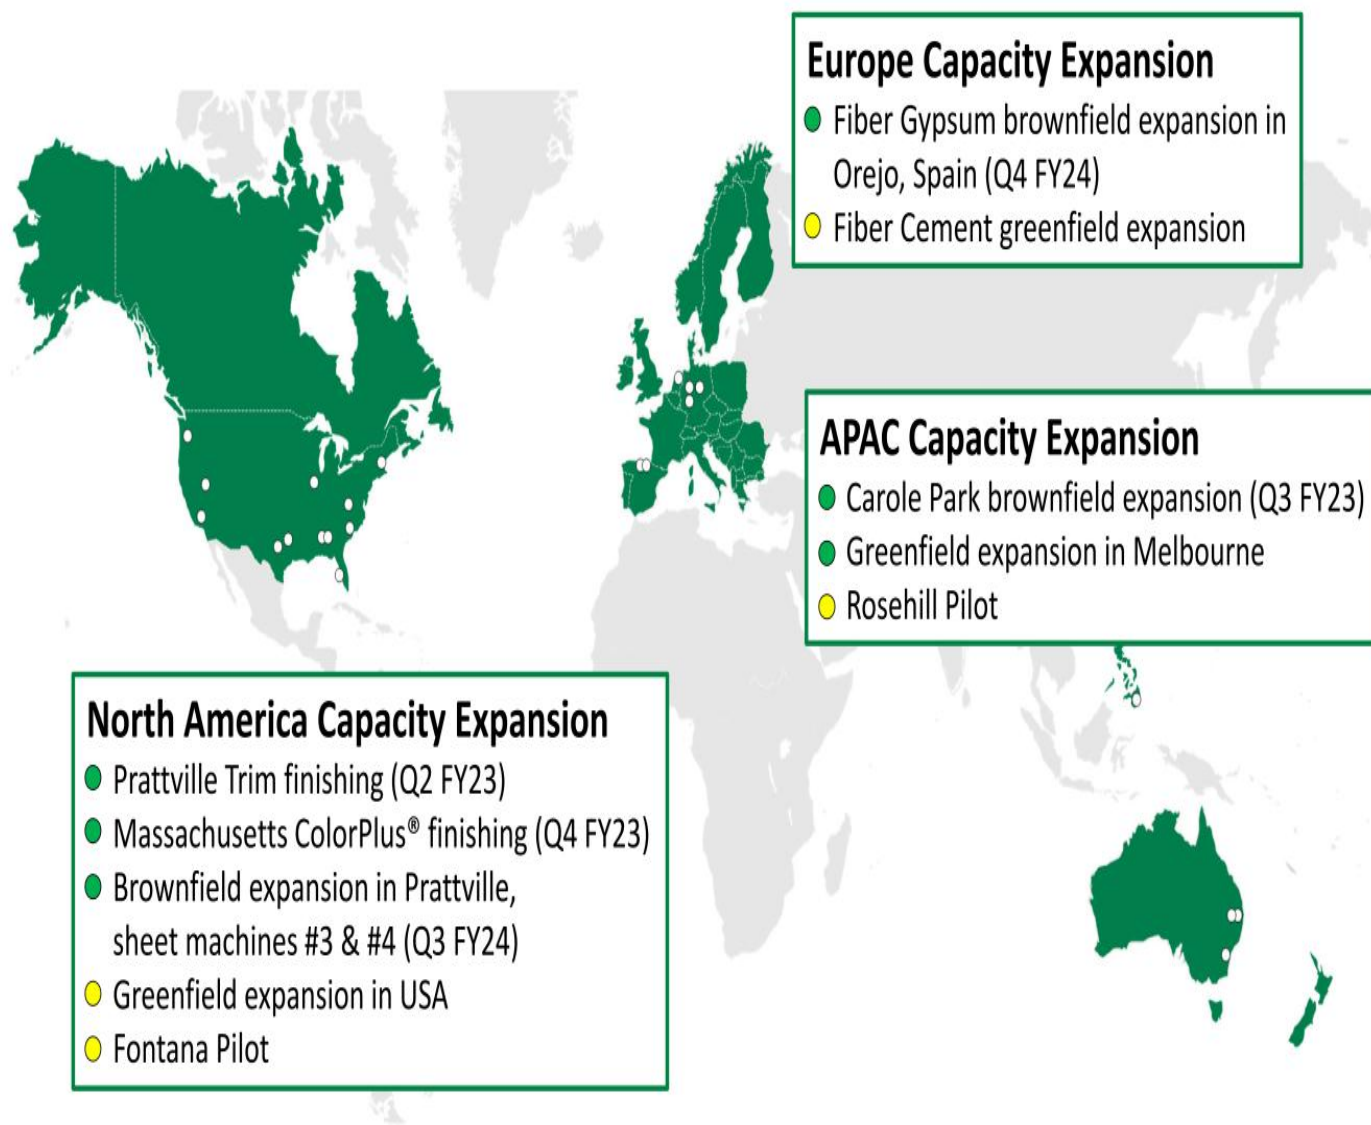 Europe Capacity Expansion
Fiber Gypsum brownfield expansion in
Orejo, Spain (Q4 FY24)
Fiber Cement greenfield expansion
APAC Capacity Expansion
Carole Park brownfield expansion (Q3 FY23)
Greenfield expansion in Melbourne
Rosehill Pilot
North America Capacity Expansion
Prattville Trim finishing (Q2 FY23)
Massachusetts ColorPlus® finishing (Q4 FY23)
Brownfield expansion in Prattville,
sheet machines #3 & #4 (Q3 FY24)
Greenfield expansion in USA
Fontana Pilot